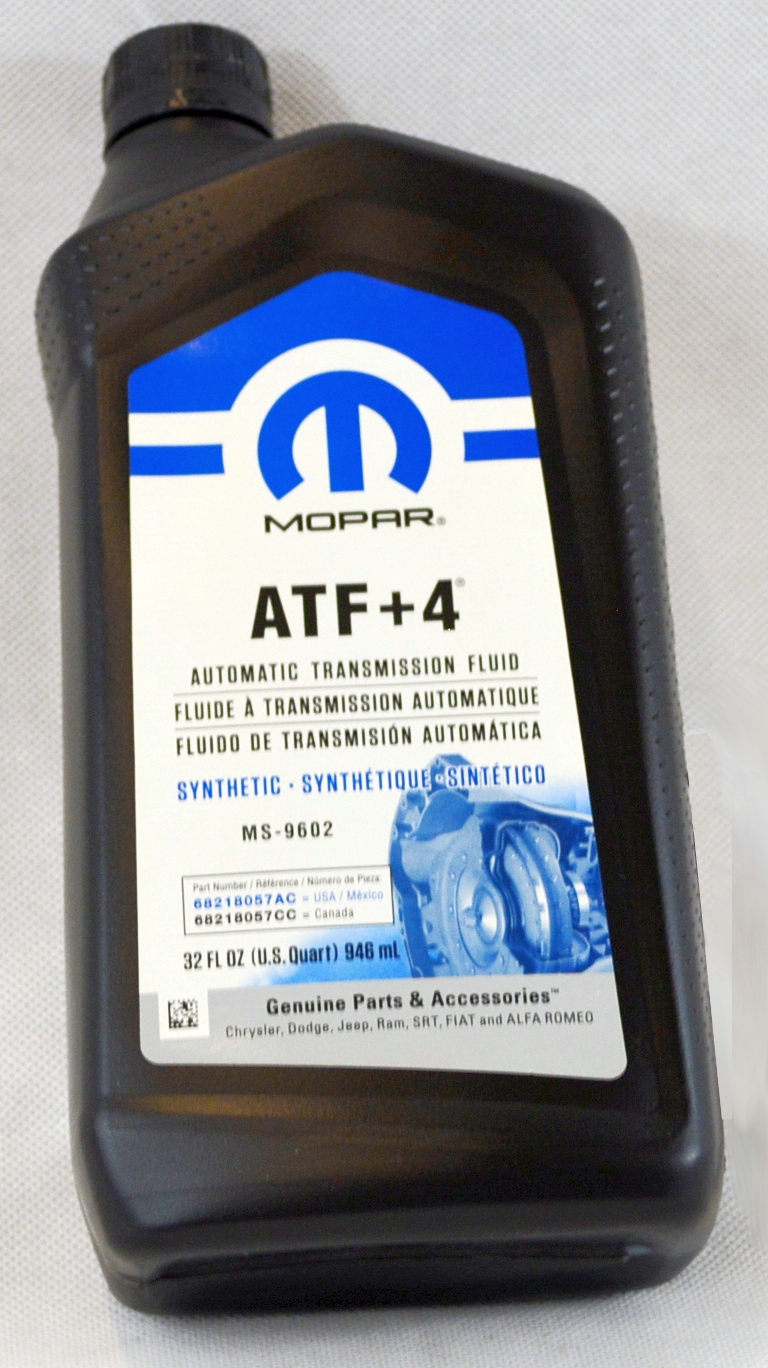 MOPAR®
ATF+4®
AUTOMATIC TRANSMISSION FLUID
FLUIDE À TRANSMISSION AUTOMATIQUE
FLUIDO DE TRANSMISIÓN AUTOMÁTICA
SYNTHETIC · SYNTHÉTIQUE · SINTÉTICO
MS-9602
Part Number / Référence / Número de Pieza:
68218057AC = USA / México
68218057CC = Canada
32 FL OZ (U.S. Quart) 946 mL
Genuine Parts & Accessories™
Chrysler, Dodge, Jeep, Ram, SRT, FIAT and ALFA ROMEO